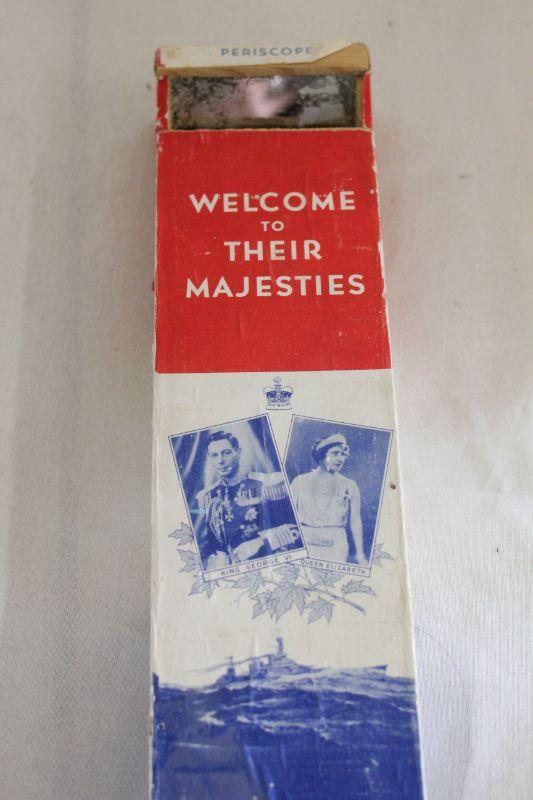 PERISCOPE
WELCOME
TO
THEIR
MAJESTIES
KING GEORGE VI
QUEEN ELIZABETH